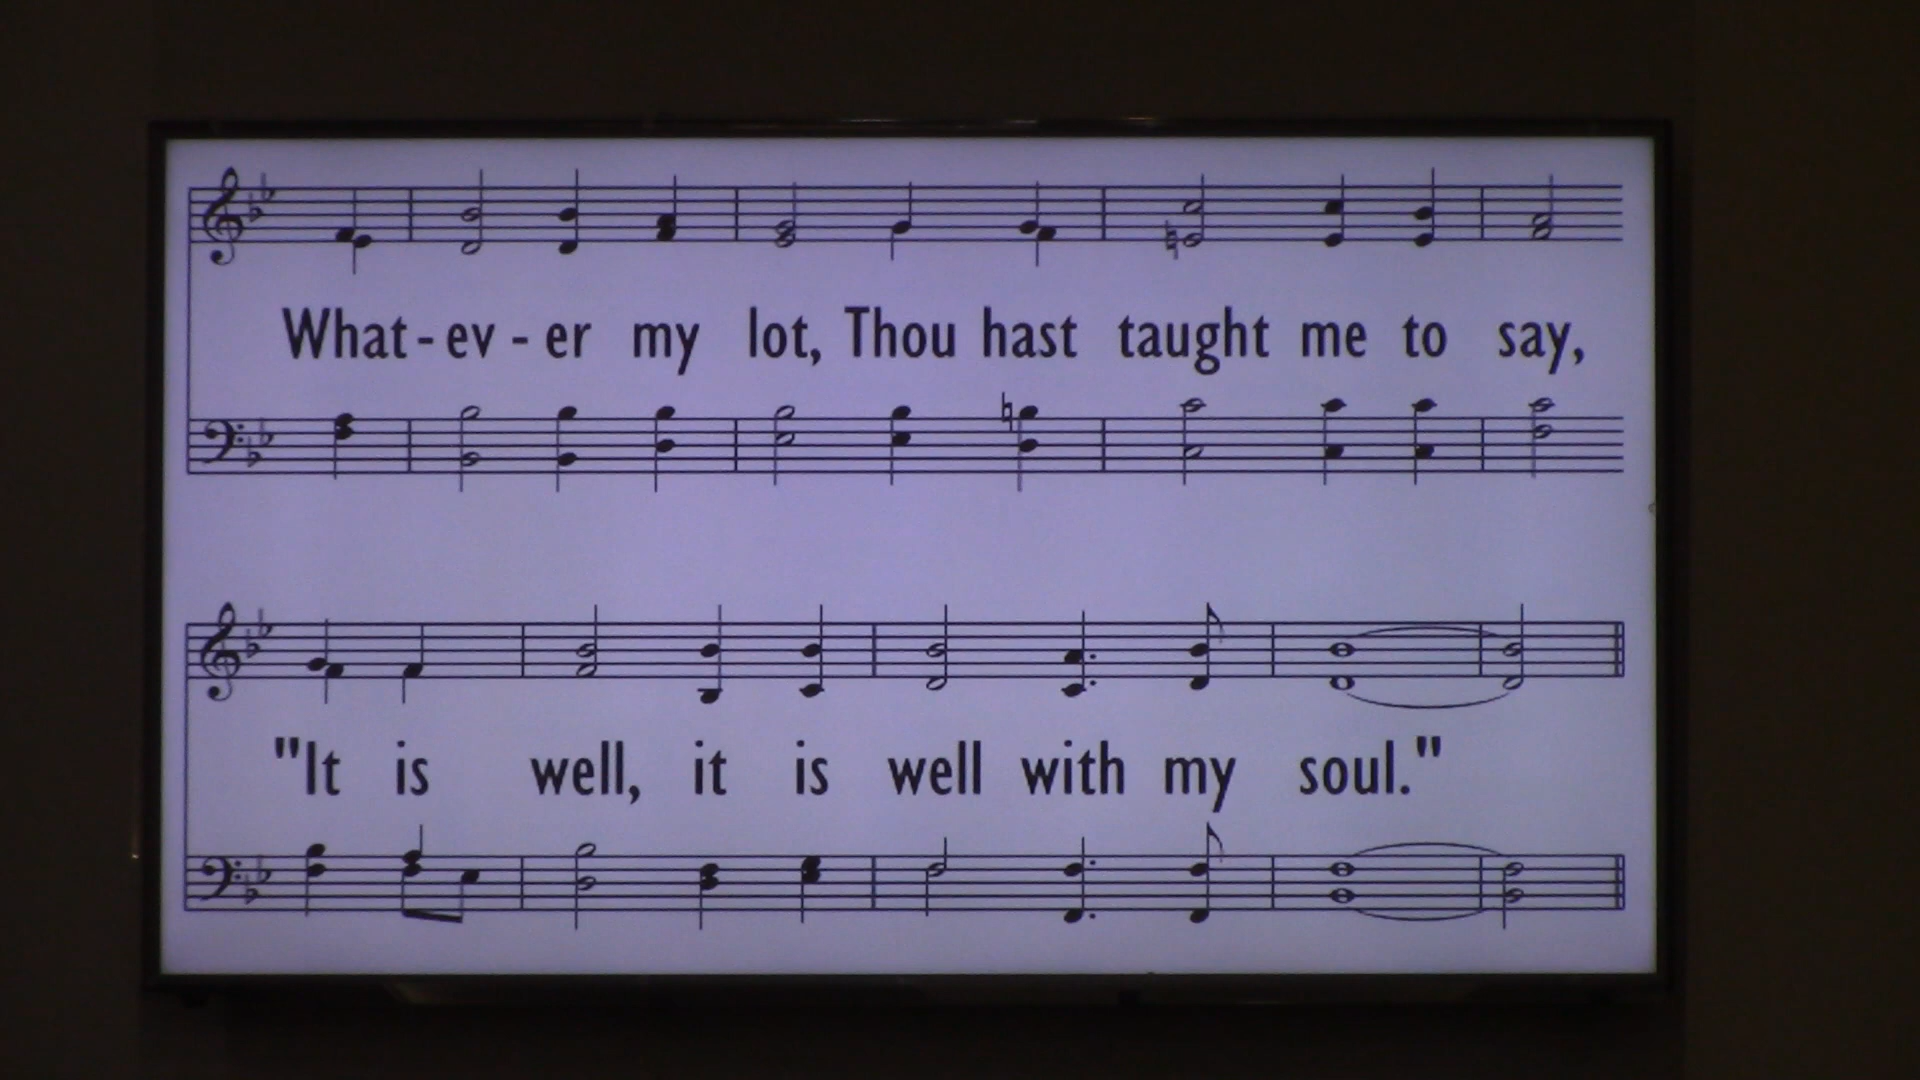 What-ev-er my lot, Thou hast taught me to say,
"It is well, it is well with my soul."